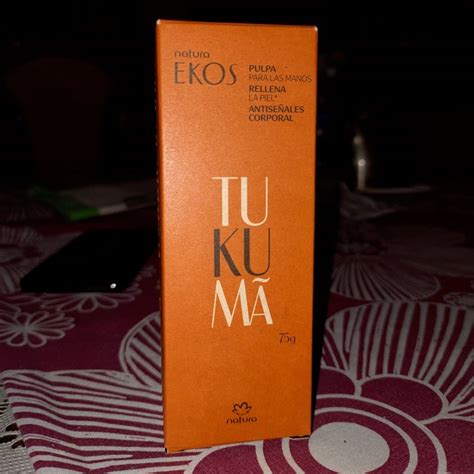 natura
EKOS
PULPA
PARA LAS MANOS
RELLENA
LA PIEL*
ANTISEÑALES
CORPORAL
TU
KU
MÃ
75g
natura